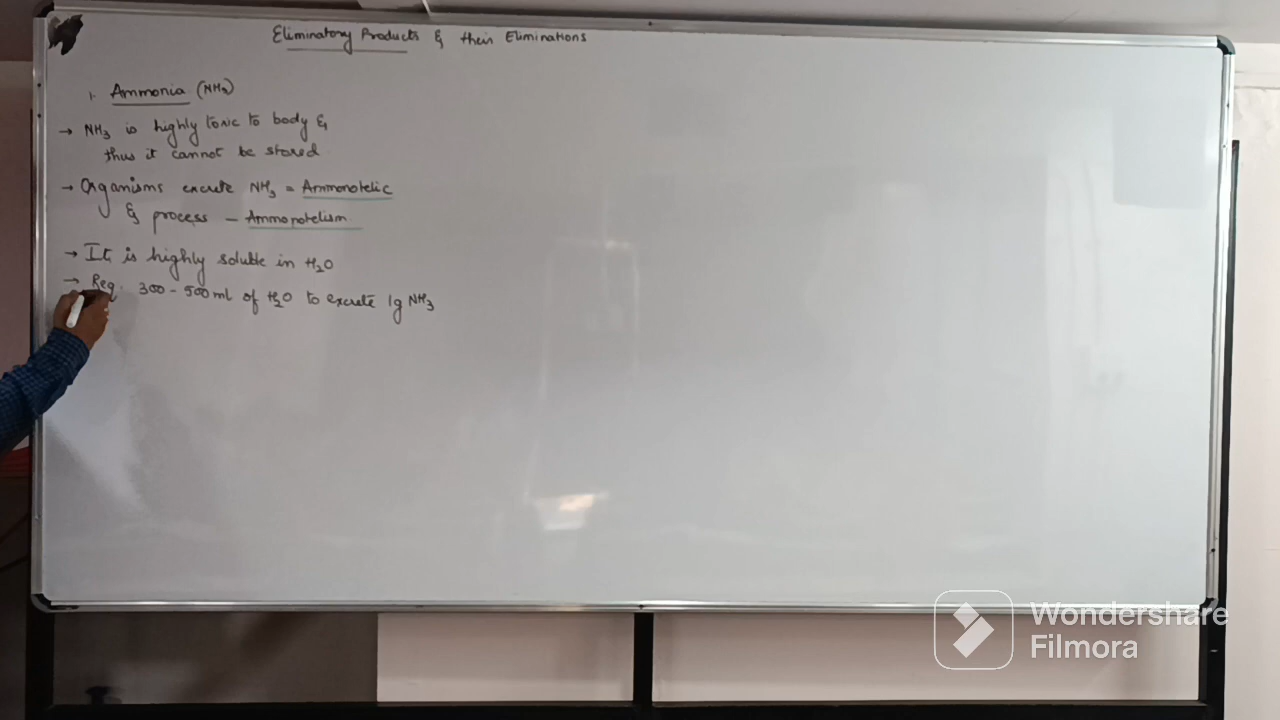 Eliminatory Products & their Eliminations
1. Ammonia (NH3)
→ NH3 is highly toxic to body &
thus it cannot be stored
→ Organisms excrete NH3 = Ammonotelic
& process – Ammonotelism
→ It is highly soluble in H2O
→ Req. 300 - 500 ml of H2O to excrete 1g NH3
Wondershare
Filmora